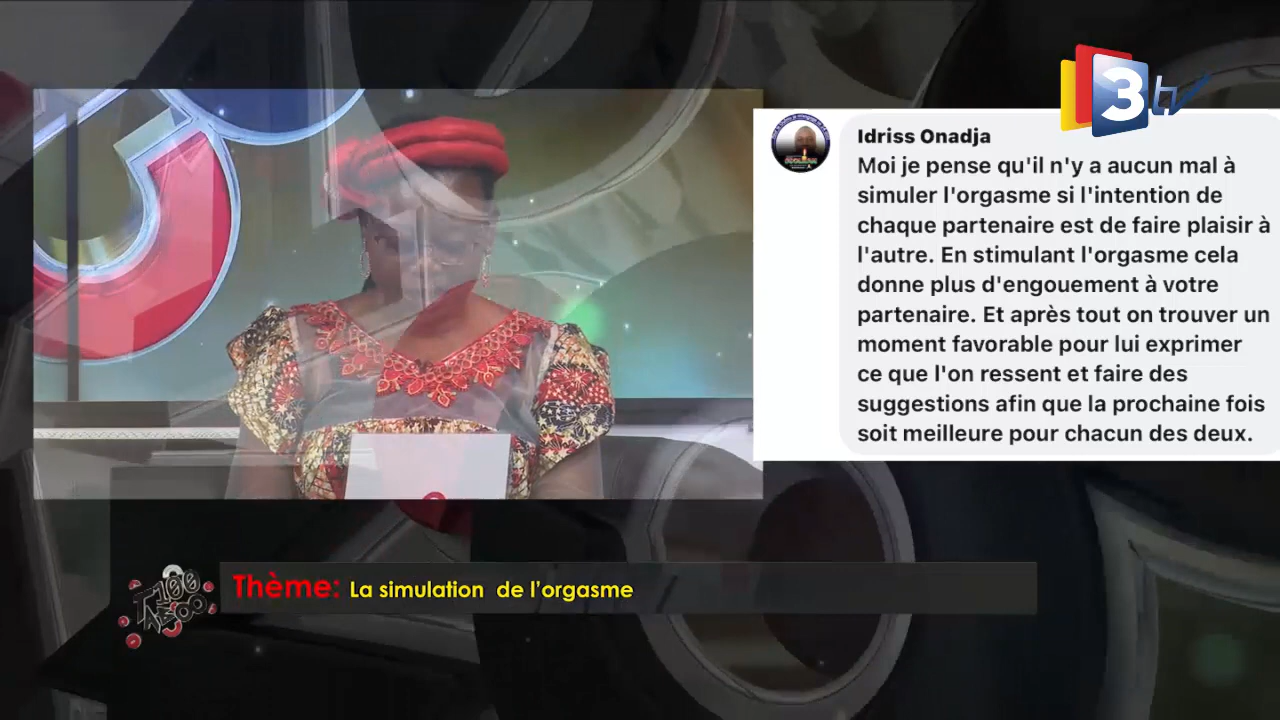 3tv
Idriss Onadja
Moi je pense qu'il n'y a aucun mal à
simuler l'orgasme si l'intention de
chaque partenaire est de faire plaisir à
l'autre. En stimulant l'orgasme cela
donne plus d'engouement à votre
partenaire. Et après tout on trouver un
moment favorable pour lui exprimer
ce que l'on ressent et faire des
suggestions afin que la prochaine fois
soit meilleure pour chacun des deux.
Thème: La simulation de l'orgasme
100
TABOO